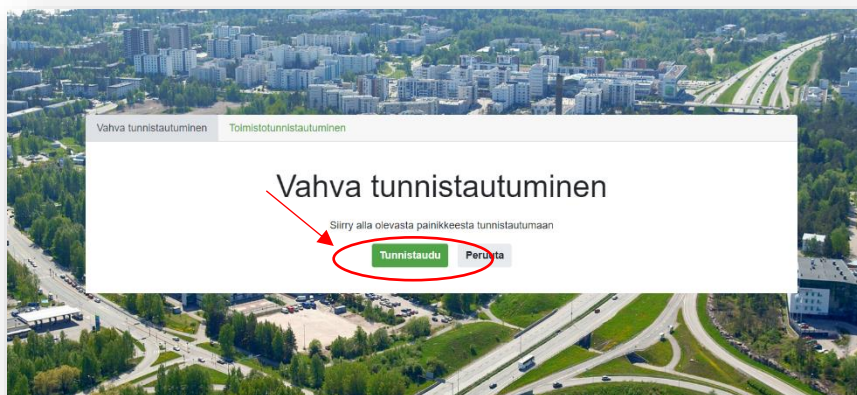 Vahva tunnistautuminen Toimistotunnistautuminen
Vahva tunnistautuminen
Siirry alla olevasta painikkeesta tunnistautumaan
Tunnistaudu Peruuta